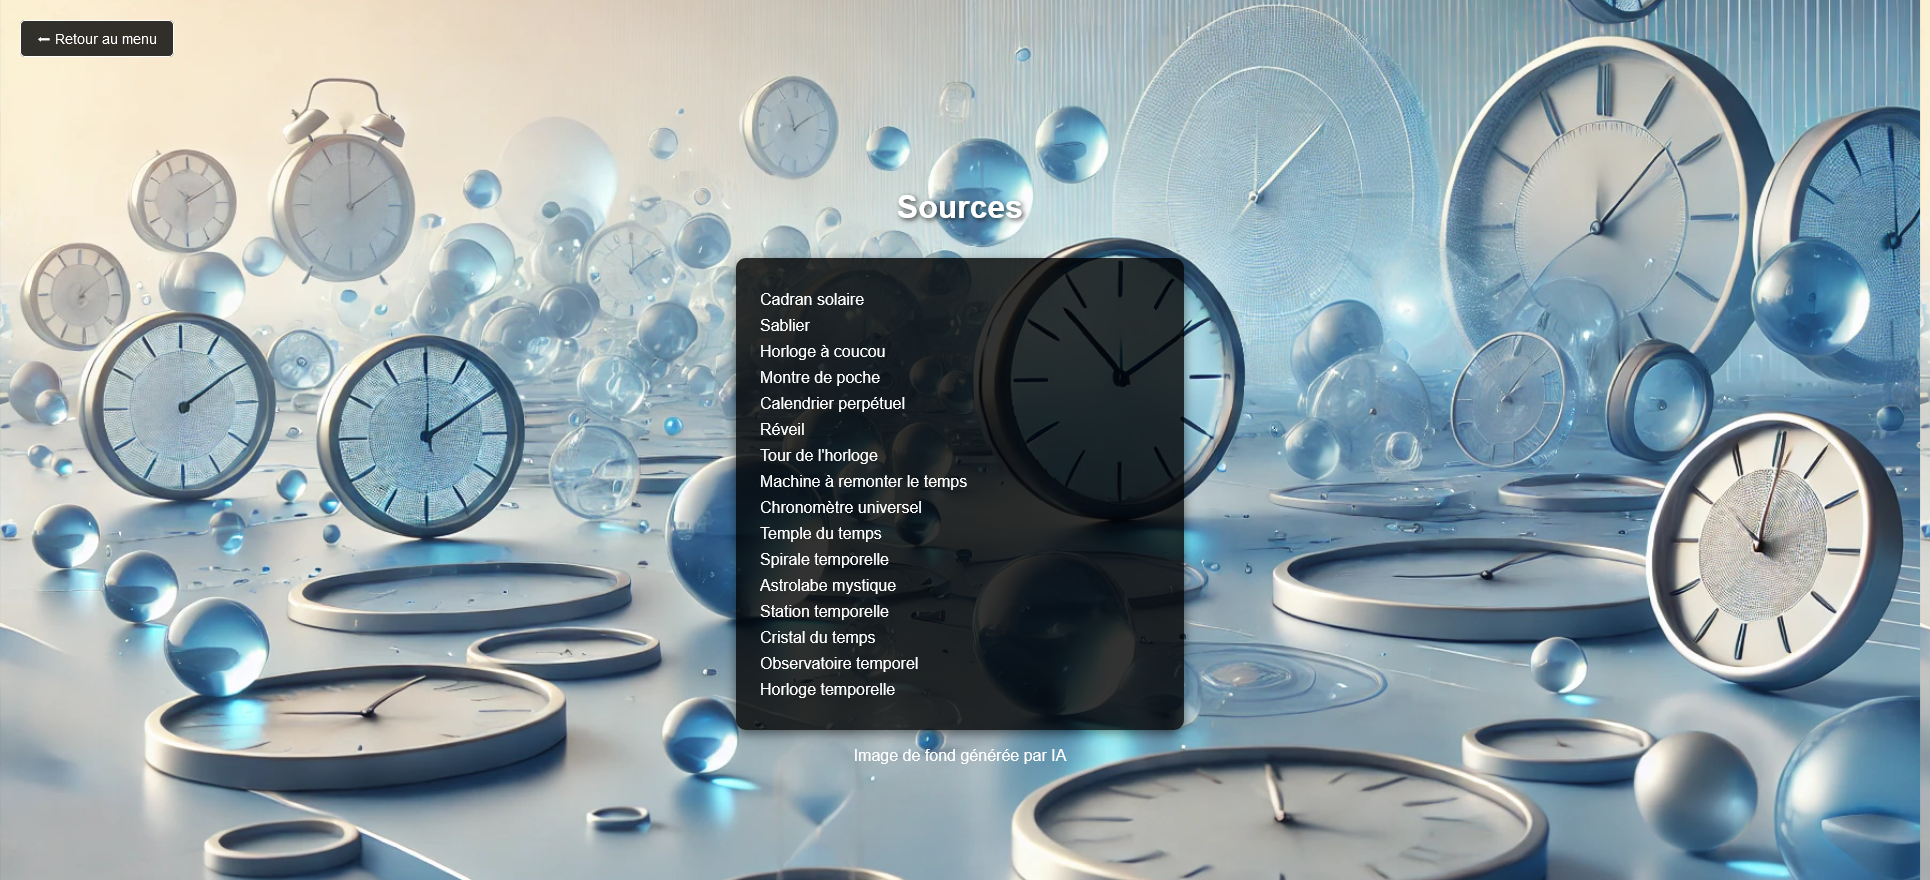 ⬅ Retour au menu
Sources
Cadran solaire
Sablier
Horloge à coucou
Montre de poche
Calendrier perpétuel
Réveil
Tour de l'horloge
Machine à remonter le temps
Chronomètre universel
Temple du temps
Spirale temporelle
Astrolabe mystique
Station temporelle
Cristal du temps
Observatoire temporel
Horloge temporelle
Image de fond générée par IA